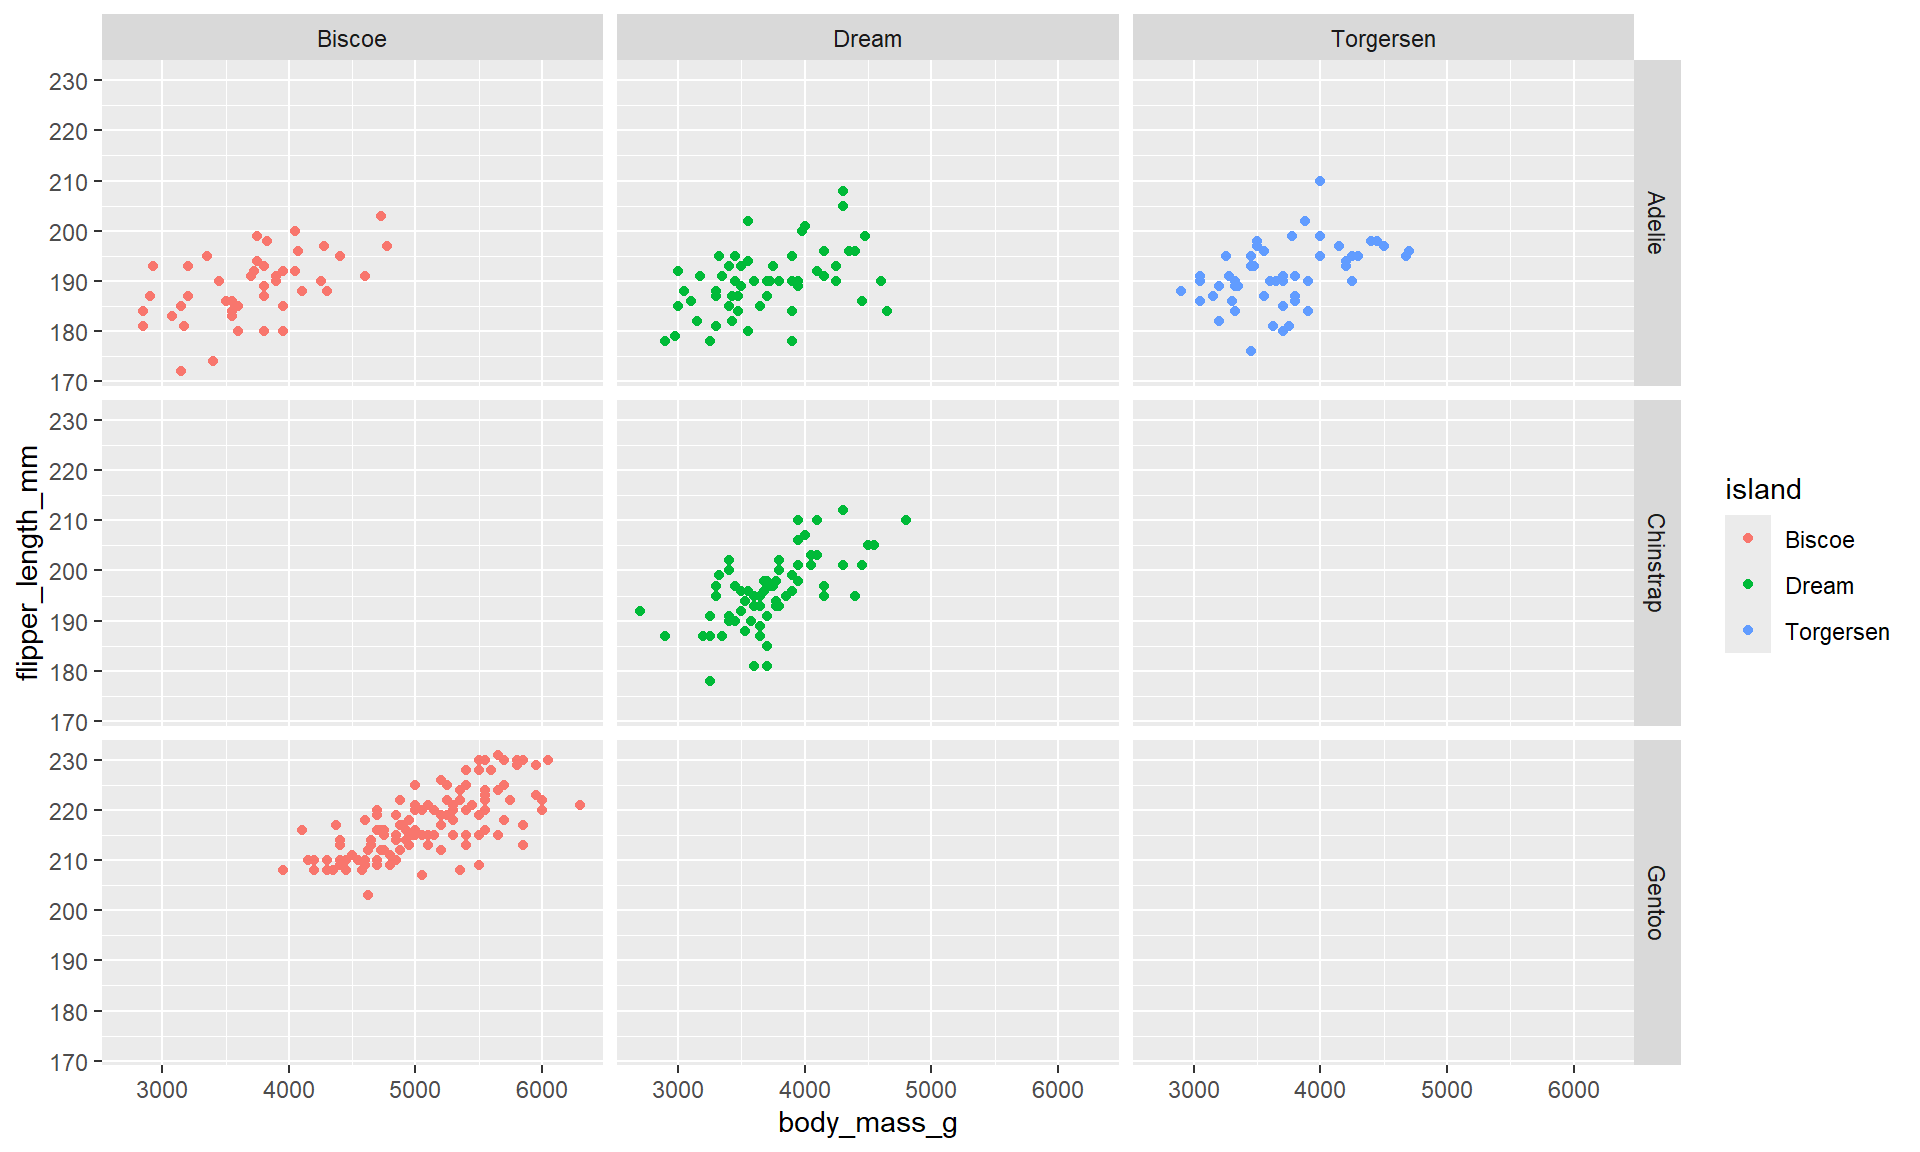 Biscoe Dream Torgersen
230
220
210
200
190
180
170
Adelie
230
220
210
200
190
180
170
Chinstrap
230
220
210
200
190
180
170
Gentoo
3000 4000 5000 6000 3000 4000 5000 6000 3000 4000 5000 6000
body_mass_g
flipper_length_mm
island
Biscoe
Dream
Torgersen